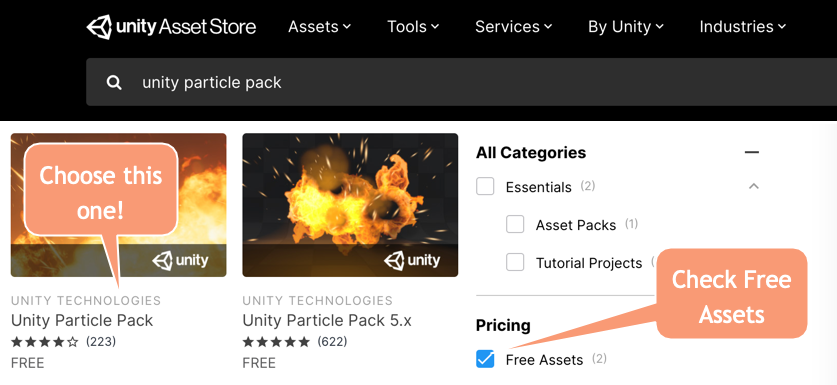 unity Asset Store Assets Tools Services By Unity Industries
unity particle pack
Choose this
one!
unity
UNITY TECHNOLOGIES
Unity Particle Pack
(223)
FREE
unity
UNITY TECHNOLOGIES
Unity Particle Pack 5.x
(622)
FREE
All Categories
Essentials (2)
Asset Packs (1)
Tutorial Projects (
Pricing
Free Assets (2)
Check Free
Assets